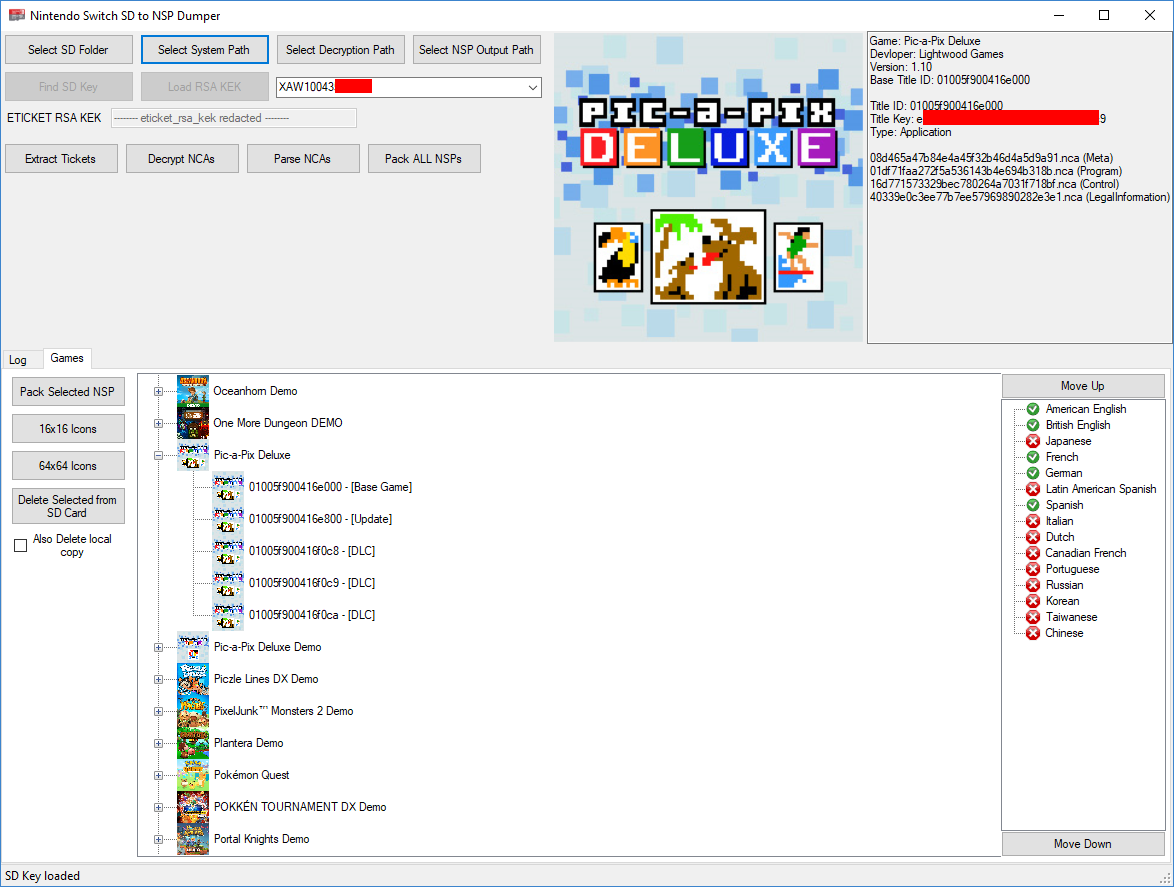 Nintendo Switch SD to NSP Dumper
Select SD Folder
Select System Path
Select Decryption Path
Select NSP Output Path
Find SD Key
Load RSA KEK
XAW10043
ETICKET RSA KEK
-------- eticket_rsa_kek redacted --------
Extract Tickets
Decrypt NCAs
Parse NCAs
Pack ALL NSPs
PIC-a-PIX
DELUXE
Game: Pic-a-Pix Deluxe
Devloper: Lightwood Games
Version: 1.10
Base Title ID: 01005f900416e000
Title ID: 01005f900416e000
Title Key: e 9
Type: Application
08d465a47b84e4a45f32b46d4a5d9a91.nca (Meta)
01df71faa272f5a536143b4e694b318b.nca (Program)
16d771573329bec780264a7031f718bf.nca (Control)
40339e0c3ee77b7ee57969890282e3e1.nca (LegalInformation)
Log
Games
Pack Selected NSP
16x16 Icons
64x64 Icons
Delete Selected from
SD Card
Also Delete local
copy
Oceanhorn Demo
One More Dungeon DEMO
Pic-a-Pix Deluxe
01005f900416e000 - [Base Game]
01005f900416e800 - [Update]
01005f900416f0c8 - [DLC]
01005f900416f0c9 - [DLC]
01005f900416f0ca - [DLC]
Pic-a-Pix Deluxe Demo
Piczle Lines DX Demo
PixelJunk™ Monsters 2 Demo
Plantera Demo
Pokémon Quest
POKKÉN TOURNAMENT DX Demo
Portal Knights Demo
Move Up
American English
British English
Japanese
French
German
Latin American Spanish
Spanish
Italian
Dutch
Canadian French
Portuguese
Russian
Korean
Taiwanese
Chinese
Move Down
SD Key loaded